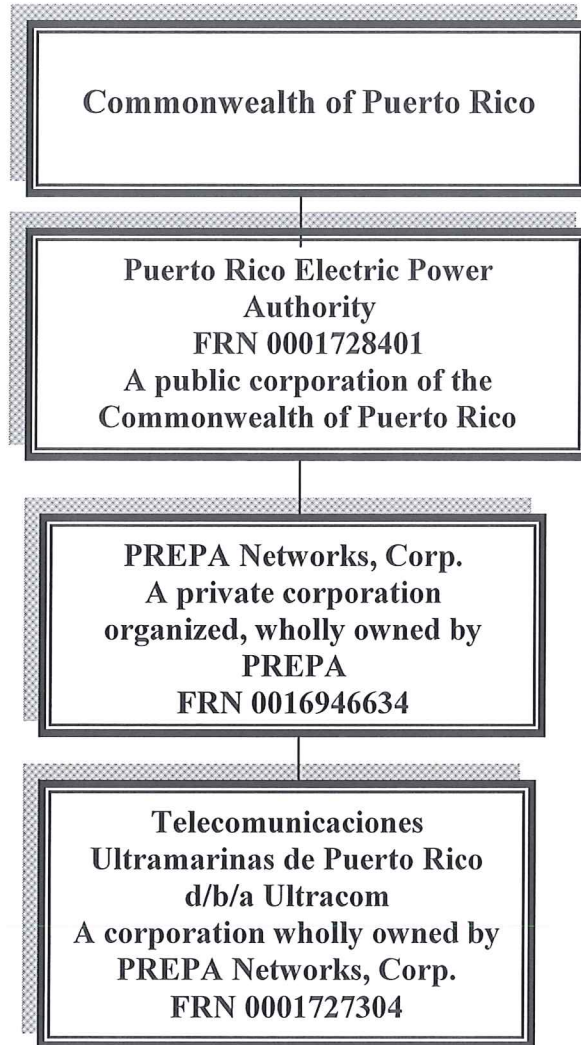 Commonwealth of Puerto Rico
Puerto Rico Electric Power
Authority
FRN 0001728401
A public corporation of the
Commonwealth of Puerto Rico
PREPA Networks, Corp.
A private corporation
organized, wholly owned by
PREPA
FRN 0016946634
Telecomunicaciones
Ultramarinas de Puerto Rico
d/b/a Ultracom
A corporation wholly owned by
PREPA Networks, Corp.
FRN 0001727304